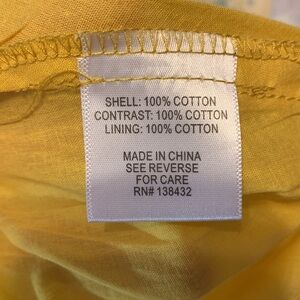 SHELL: 100% COTTON
CONTRAST: 100% COTTON
LINING: 100% COTTON
MADE IN CHINA
SEE REVERSE
FOR CARE
RN# 138432